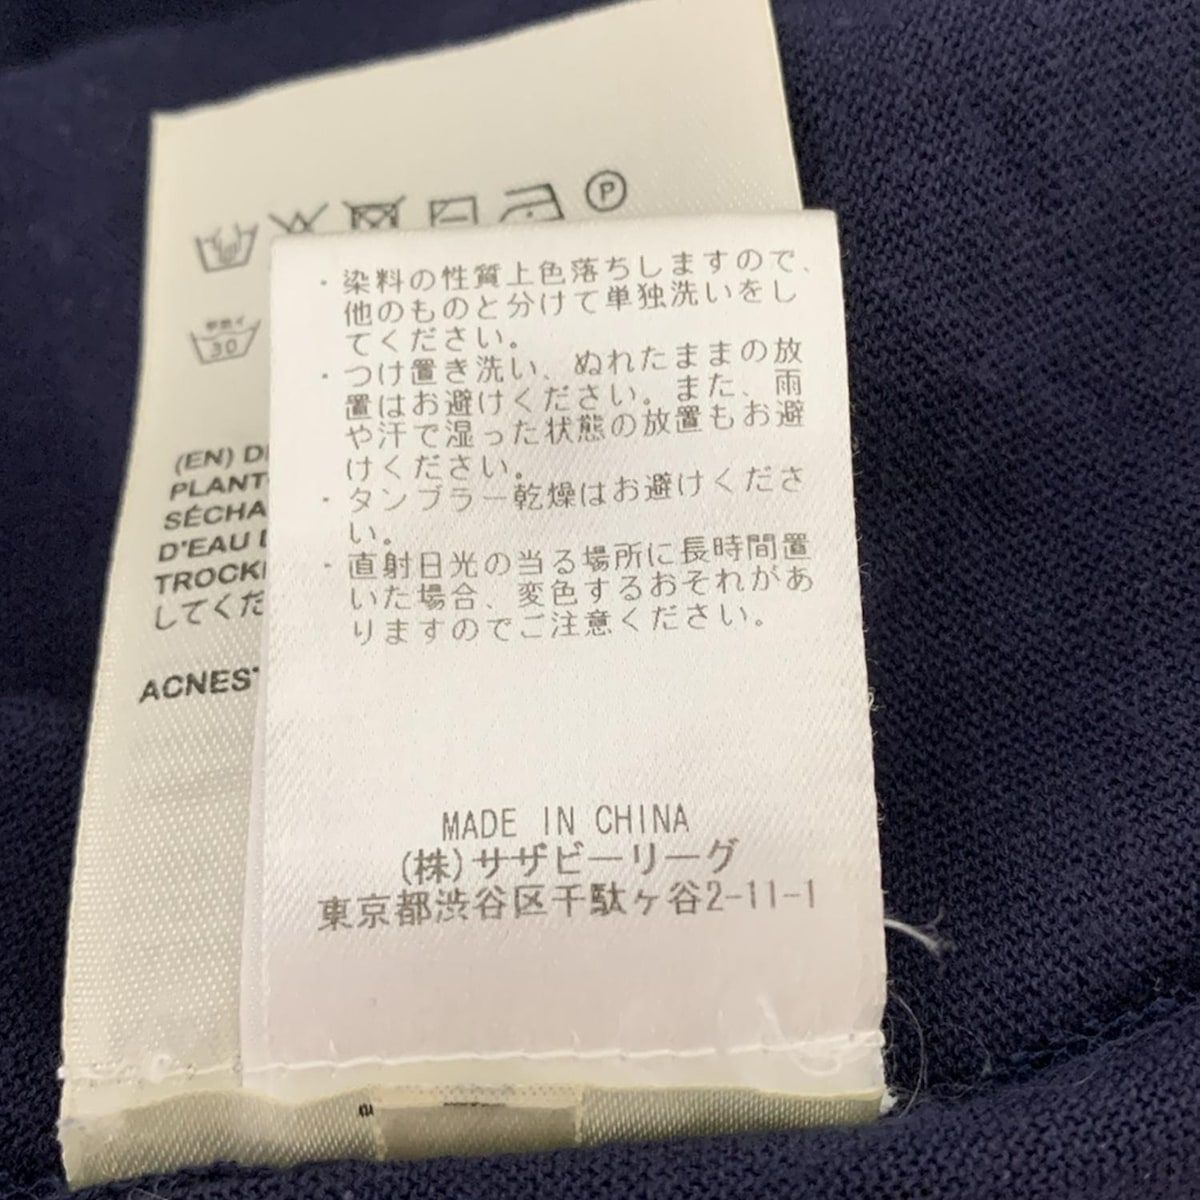 P
手洗イ
30
(EN)
PLANT
SÉCHA
D'EAU
TROCK
してくだ
ACNEST
・染料の性質上色落ちしますので、
他のものと分けて単独洗いをし
てください。
・つけ置き洗い、ぬれたままの放
置はお避けください。また、雨
や汗で湿った状態の放置もお避
けください。
・タンブラー乾燥はお避けくださ
い。
・直射日光の当る場所に長時間置
いた場合、変色するおそれがあ
りますのでご注意ください。
MADE IN CHINA
(株)サザビーリーグ
東京都渋谷区千駄ヶ谷2-11-1